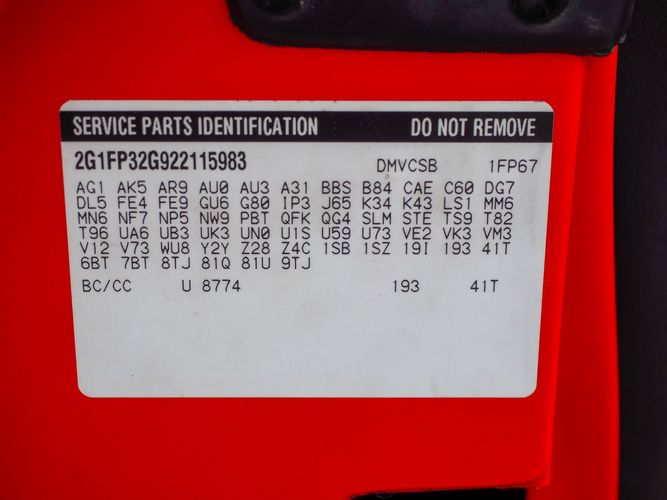 SERVICE PARTS IDENTIFICATION DO NOT REMOVE
2G1FP32G922115983 DMVCSB 1FP67
AG1 AK5 AR9 AU0 AU3 A31 BBS B84 CAE C60 DG7
DL5 FE4 FE9 GU6 G80 IP3 J65 K34 K43 LS1 MM6
MN6 NF7 NP5 NW9 PBT QFK QG4 SLM STE TS9 T82
T96 UA6 UB3 UK3 UN0 U1S U59 U73 VE2 VK3 VM3
V12 V73 WU8 Y2Y Z28 Z4C 1SB 1SZ 19I 193 41T
6BT 7BT 8TJ 81Q 81U 9TJ
BC/CC U 8774 193 41T